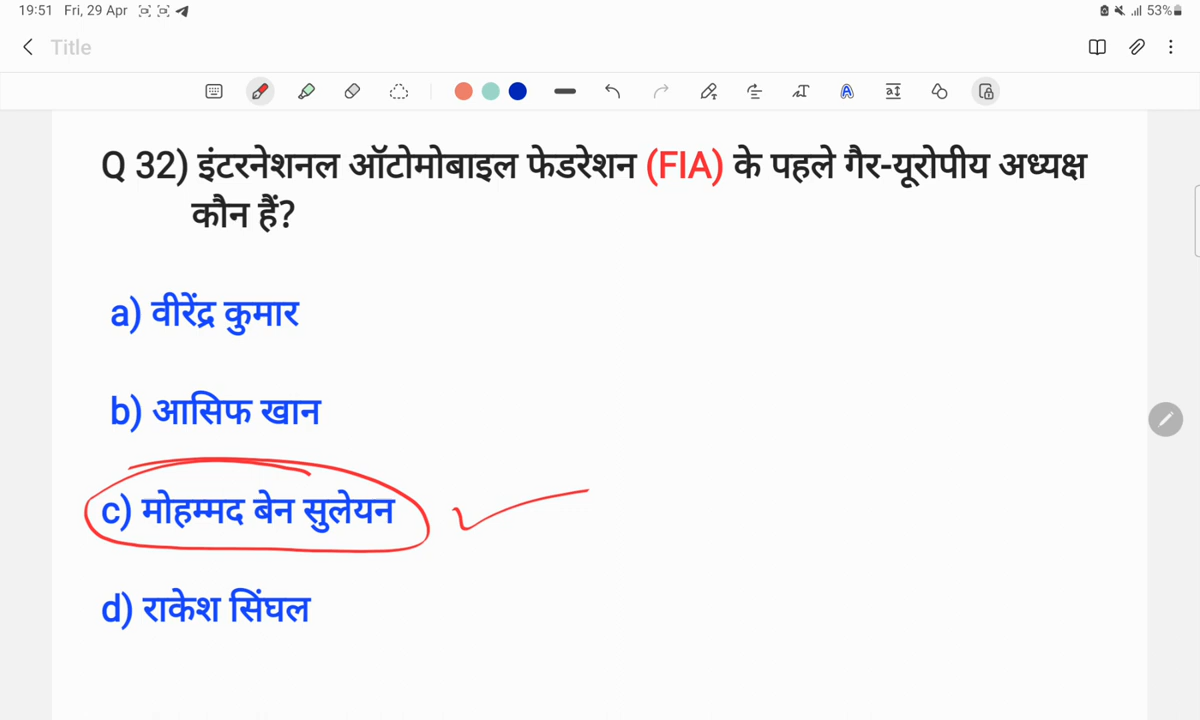 19:51 Fri, 29 Apr 53%
Title
Q 32) इंटरनेशनल ऑटोमोबाइल फेडरेशन (FIA) के पहले गैर-यूरोपीय अध्यक्ष
कौन हैं?
a) वीरेंद्र कुमार
b) आसिफ खान
c) मोहम्मद बेन सुलेयन
d) राकेश सिंघल